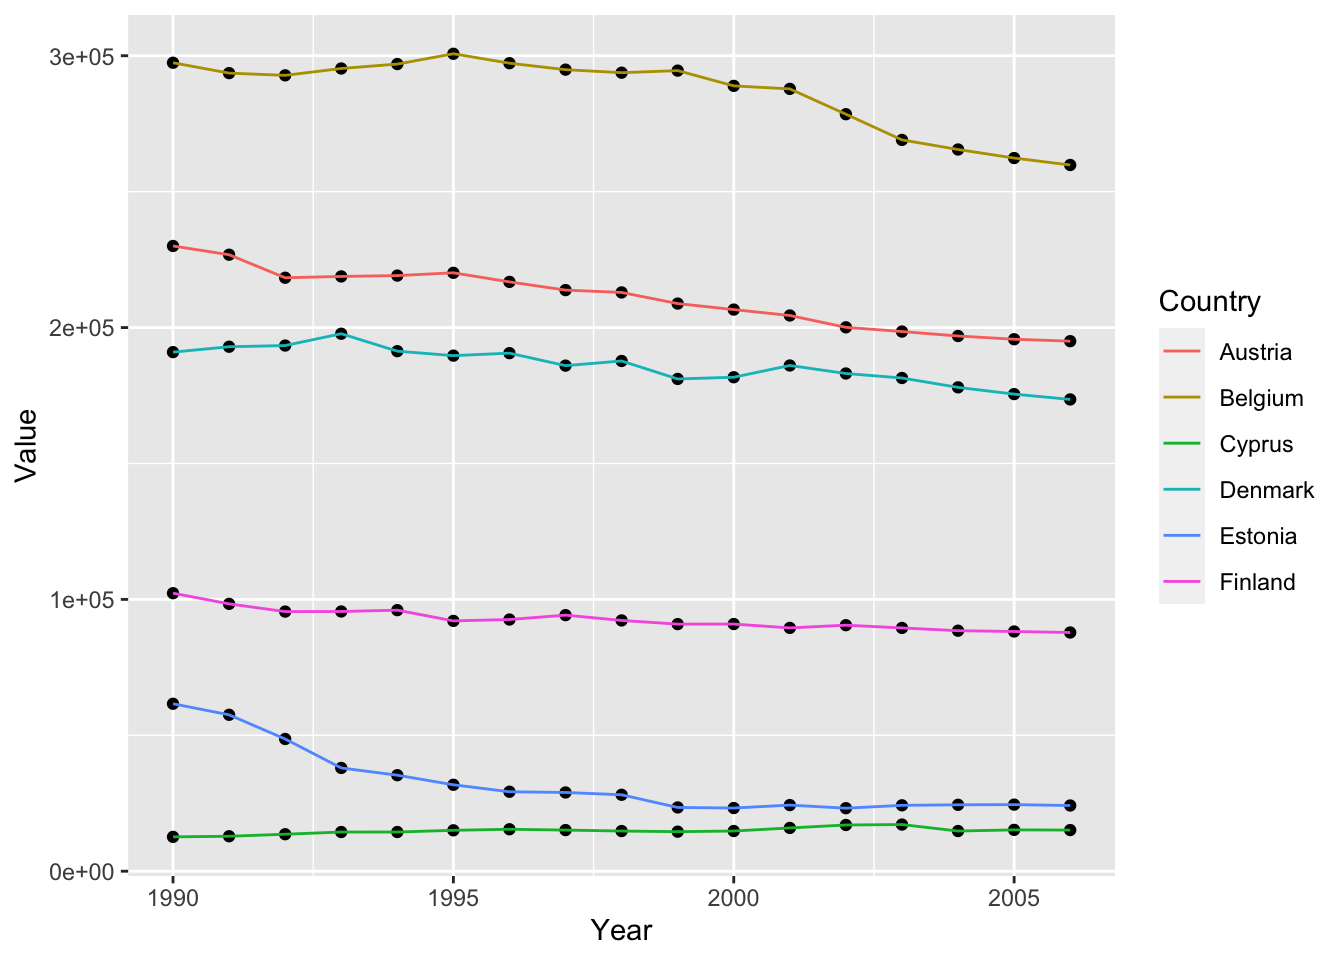 3e+05
2e+05
1e+05
0e+00
Value
1990 1995 2000 2005
Year
Country
Austria
Belgium
Cyprus
Denmark
Estonia
Finland